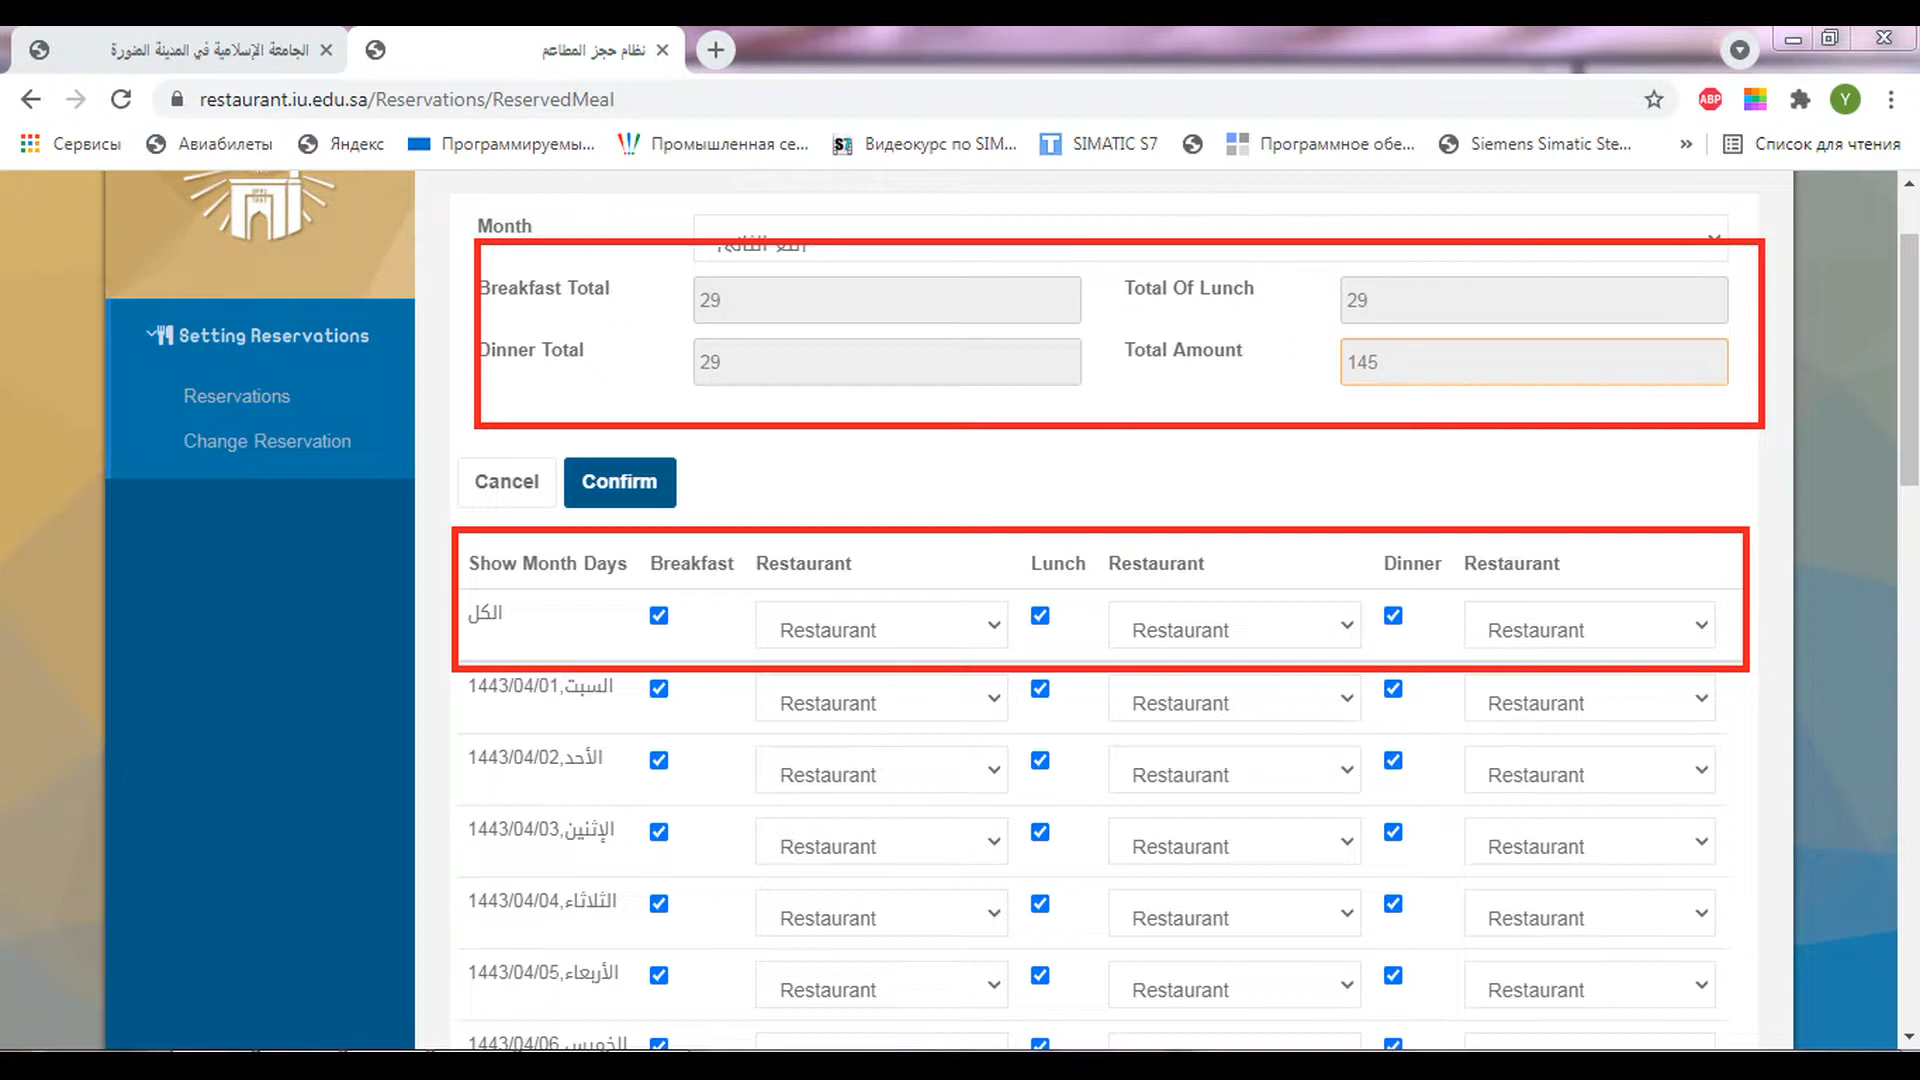 الجامعة الإسلامية في المدينة المنورة
نظام حجز المطاعم
restaurant.iu.edu.sa/Reservations/ReservedMeal
ABP
Y
Сервисы
Авиабилеты
Яндекс
Программируемы...
Промышленная се...
Видеокурс по SIM...
SIMATIC S7
Программное обе...
Siemens Simatic Ste...
»
Список для чтения
Setting Reservations
Reservations
Change Reservation
Month
Breakfast Total 29 Total Of Lunch 29
Dinner Total 29 Total Amount 145
Cancel Confirm
Show Month Days Breakfast Restaurant Lunch Restaurant Dinner Restaurant
الكل Restaurant Restaurant Restaurant
السبت,1443/04/01 Restaurant Restaurant Restaurant
الأحد,1443/04/02 Restaurant Restaurant Restaurant
الإثنين,1443/04/03 Restaurant Restaurant Restaurant
الثلاثاء,1443/04/04 Restaurant Restaurant Restaurant
الأربعاء,1443/04/05 Restaurant Restaurant Restaurant
الخميس,1443/04/06